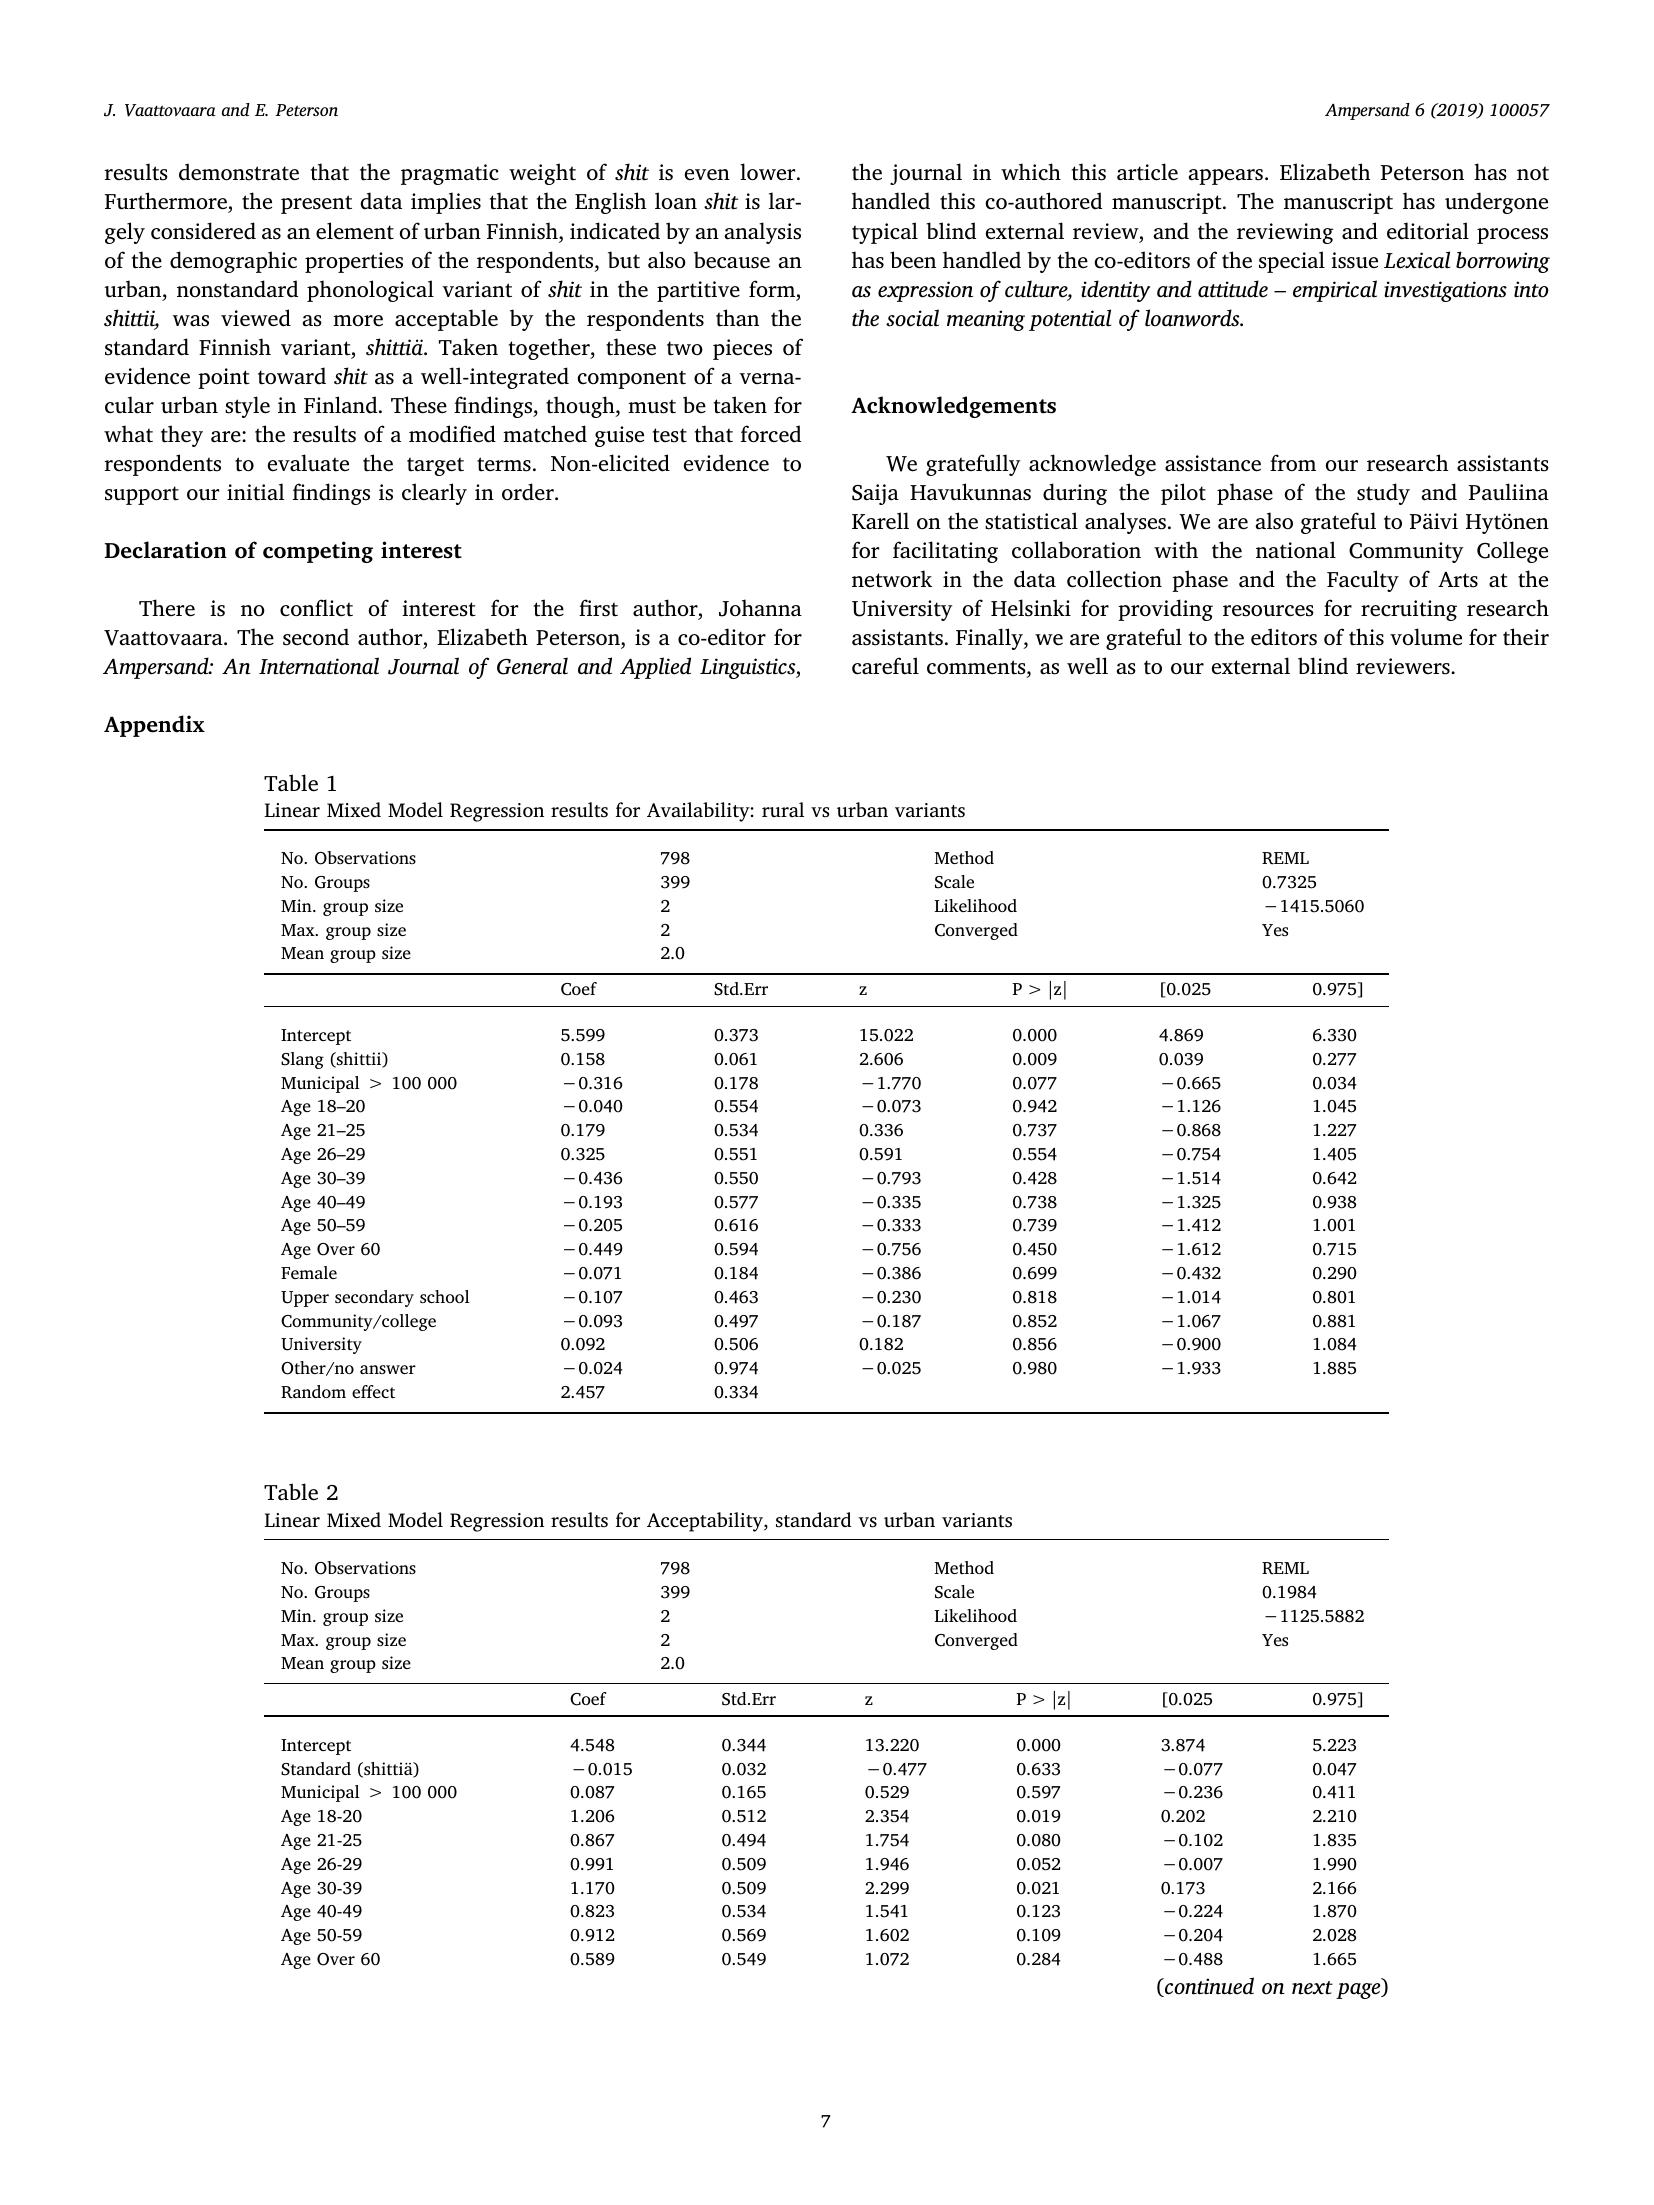 J. Vaattovaara and E. Peterson
Ampersand 6 (2019) 100057
results demonstrate that the pragmatic weight of shit is even lower.
Furthermore, the present data implies that the English loan shit is lar-
gely considered as an element of urban Finnish, indicated by an analysis
of the demographic properties of the respondents, but also because an
urban, nonstandard phonological variant of shit in the partitive form,
shittii, was viewed as more acceptable by the respondents than the
standard Finnish variant, shittiä. Taken together, these two pieces of
evidence point toward shit as a well-integrated component of a verna-
cular urban style in Finland. These findings, though, must be taken for
what they are: the results of a modified matched guise test that forced
respondents to evaluate the target terms. Non-elicited evidence to
support our initial findings is clearly in order.
Declaration of competing interest
There is no conflict of interest for the first author, Johanna
Vaattovaara. The second author, Elizabeth Peterson, is a co-editor for
Ampersand: An International Journal of General and Applied Linguistics,
the journal in which this article appears. Elizabeth Peterson has not
handled this co-authored manuscript. The manuscript has undergone
typical blind external review, and the reviewing and editorial process
has been handled by the co-editors of the special issue Lexical borrowing
as expression of culture, identity and attitude – empirical investigations into
the social meaning potential of loanwords.
Acknowledgements
We gratefully acknowledge assistance from our research assistants
Saija Havukunnas during the pilot phase of the study and Pauliina
Karell on the statistical analyses. We are also grateful to Päivi Hytönen
for facilitating collaboration with the national Community College
network in the data collection phase and the Faculty of Arts at the
University of Helsinki for providing resources for recruiting research
assistants. Finally, we are grateful to the editors of this volume for their
careful comments, as well as to our external blind reviewers.
Appendix
Table 1
Linear Mixed Model Regression results for Availability: rural vs urban variants
No. Observations 798 Method REML
No. Groups 399 Scale 0.7325
Min. group size 2 Likelihood −1415.5060
Max. group size 2 Converged Yes
Mean group size 2.0
Coef Std.Err z P > |z| [0.025 0.975]
Intercept 5.599 0.373 15.022 0.000 4.869 6.330
Slang (shittii) 0.158 0.061 2.606 0.009 0.039 0.277
Municipal > 100 000 −0.316 0.178 −1.770 0.077 −0.665 0.034
Age 18–20 −0.040 0.554 −0.073 0.942 −1.126 1.045
Age 21–25 0.179 0.534 0.336 0.737 −0.868 1.227
Age 26–29 0.325 0.551 0.591 0.554 −0.754 1.405
Age 30–39 −0.436 0.550 −0.793 0.428 −1.514 0.642
Age 40–49 −0.193 0.577 −0.335 0.738 −1.325 0.938
Age 50–59 −0.205 0.616 −0.333 0.739 −1.412 1.001
Age Over 60 −0.449 0.594 −0.756 0.450 −1.612 0.715
Female −0.071 0.184 −0.386 0.699 −0.432 0.290
Upper secondary school −0.107 0.463 −0.230 0.818 −1.014 0.801
Community/college −0.093 0.497 −0.187 0.852 −1.067 0.881
University 0.092 0.506 0.182 0.856 −0.900 1.084
Other/no answer −0.024 0.974 −0.025 0.980 −1.933 1.885
Random effect 2.457 0.334
Table 2
Linear Mixed Model Regression results for Acceptability, standard vs urban variants
No. Observations 798 Method REML
No. Groups 399 Scale 0.1984
Min. group size 2 Likelihood −1125.5882
Max. group size 2 Converged Yes
Mean group size 2.0
Coef Std.Err z P > |z| [0.025 0.975]
Intercept 4.548 0.344 13.220 0.000 3.874 5.223
Standard (shittiä) −0.015 0.032 −0.477 0.633 −0.077 0.047
Municipal > 100 000 0.087 0.165 0.529 0.597 −0.236 0.411
Age 18-20 1.206 0.512 2.354 0.019 0.202 2.210
Age 21-25 0.867 0.494 1.754 0.080 −0.102 1.835
Age 26-29 0.991 0.509 1.946 0.052 −0.007 1.990
Age 30-39 1.170 0.509 2.299 0.021 0.173 2.166
Age 40-49 0.823 0.534 1.541 0.123 −0.224 1.870
Age 50-59 0.912 0.569 1.602 0.109 −0.204 2.028
Age Over 60 0.589 0.549 1.072 0.284 −0.488 1.665
(continued on next page)
7